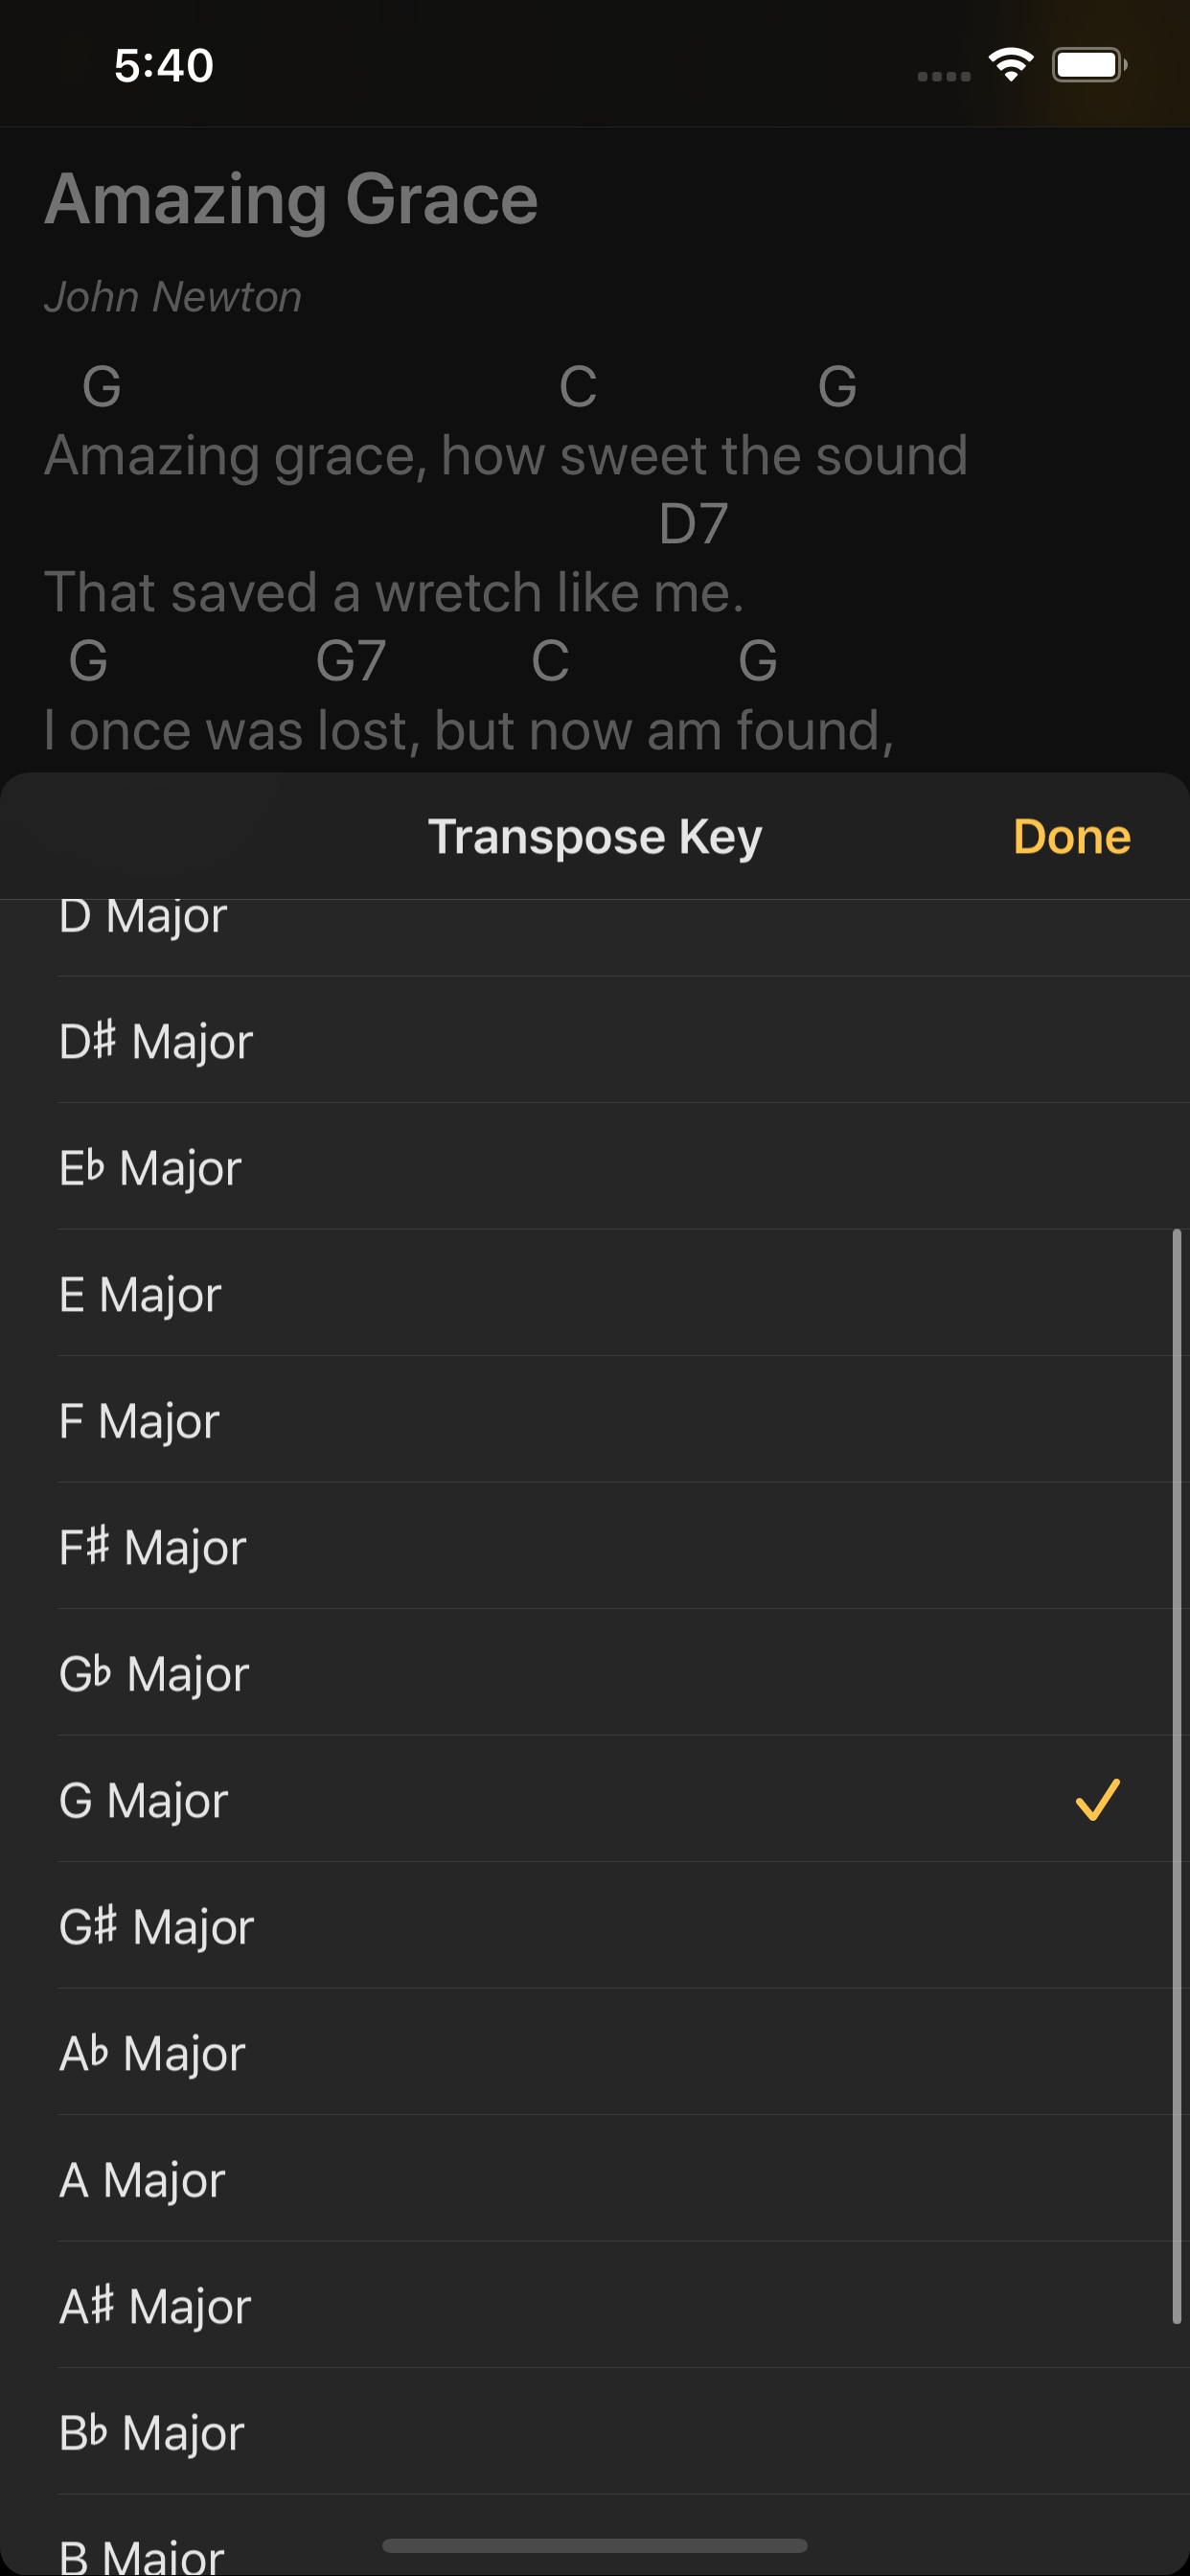 5:40
Amazing Grace
John Newton
G C G
Amazing grace, how sweet the sound
D7
That saved a wretch like me.
G G7 C G
I once was lost, but now am found,
Transpose Key Done
D Major
D♯ Major
E♭ Major
E Major
F Major
F♯ Major
G♭ Major
G Major
G♯ Major
A♭ Major
A Major
A♯ Major
B♭ Major
B Major